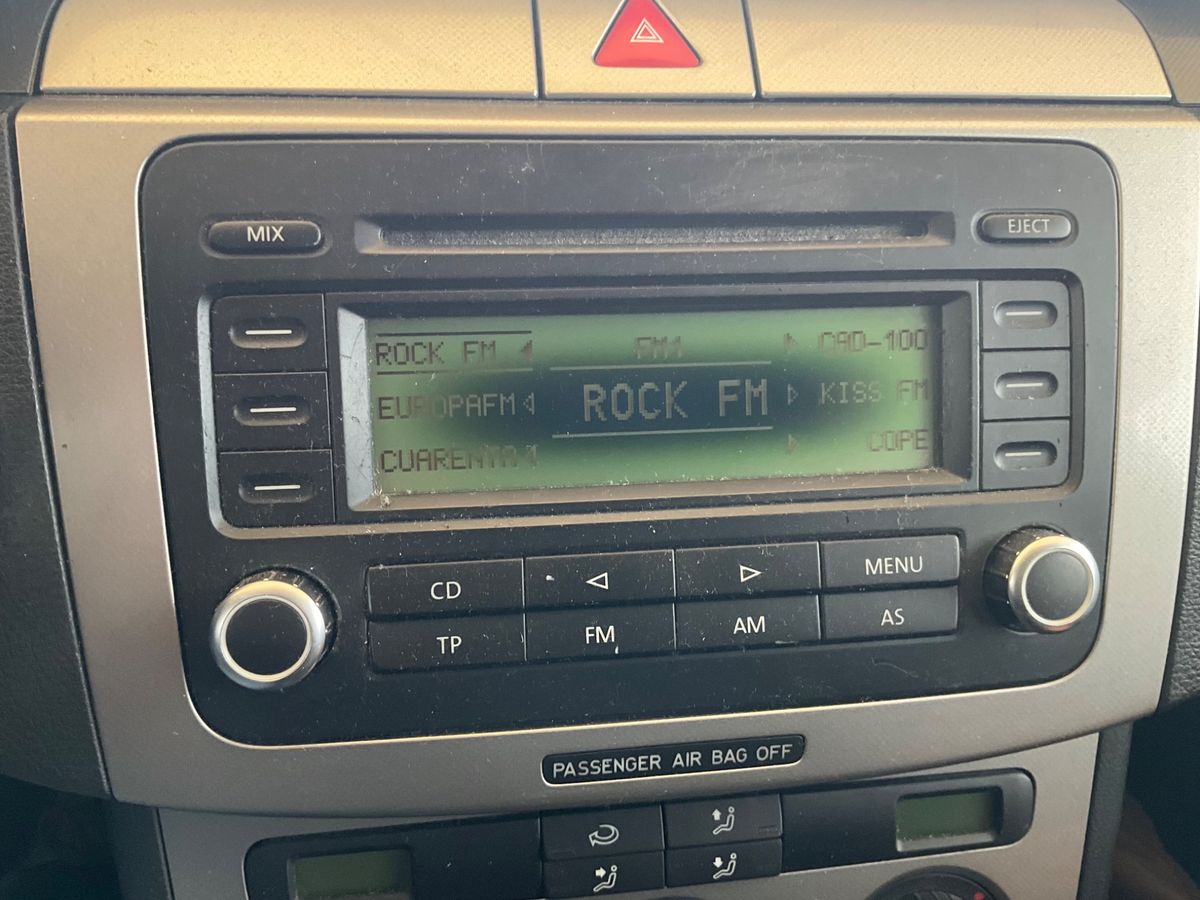 MIX
EJECT
ROCK FM FM1 CAD-100
EUROPAFM ROCK FM KISS FM
CUARENTA COPE
CD MENU
TP FM AM AS
PASSENGER AIR BAG OFF